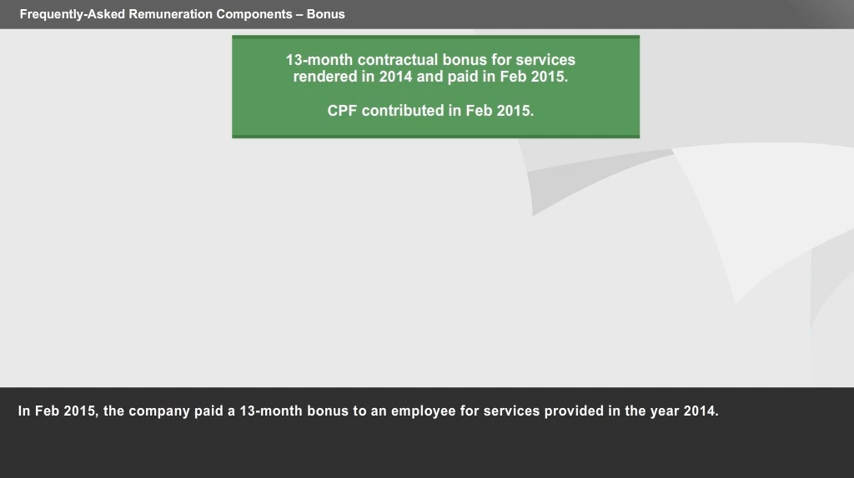 Frequently-Asked Remuneration Components – Bonus
13-month contractual bonus for services
rendered in 2014 and paid in Feb 2015.
CPF contributed in Feb 2015.
In Feb 2015, the company paid a 13-month bonus to an employee for services provided in the year 2014.